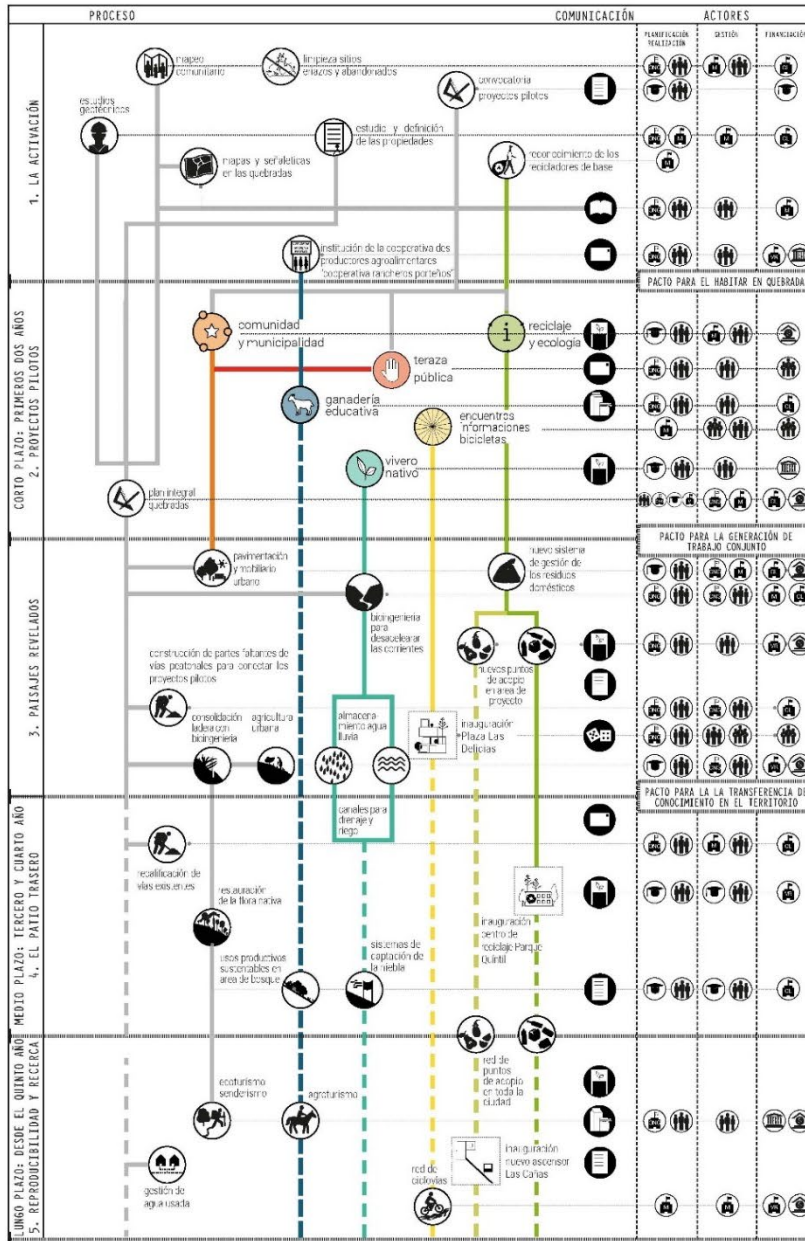 PROCESO
COMUNICACIÓN
ACTORES
PLANIFICACIÓN
REALIZACIÓN
GESTIÓN
FINANCIACIÓN
1. LA ACTIVACIÓN
mapeo
comunitario
limpieza sitios
eriazos y abandonados
convocatoria
proyectos pilotos
estudios
geotécnicos
estudio y definición
de las propiedades
mapas y señaleticas
en las quebradas
reconocimiento de los
recicladores de base
institución de la cooperativa des
productores agroalimentares
"cooperativa rancheros porteños"
PACTO PARA EL HABITAR EN QUEBRADA
CORTO PLAZO: PRIMEROS DOS AÑOS
2. PROYECTOS PILOTOS
comunidad
y municipalidad
reciclaje
y ecología
teraza
pública
ganadería
educativa
encuentros
informaciones
bicicletas
vivero
nativo
plan integral
quebradas
PACTO PARA LA GENERACIÓN DE
TRABAJO CONJUNTO
3. PAISAJES REVELADOS
pavimentación
y mobiliario
urbano
nuevo sistema
de gestión de
los residuos
domésticos
bioingeniería
para
desacelearar
las corrientes
construcción de partes faltantes de
vías peatonales para conectar los
proyectos pilotos
nuevos puntos
de acopio
en area de
proyecto
consolidación
ladera con
bioingeniería
agricultura
urbana
almacena
miento agua
lluvia
inauguración
Plaza Las
Delicias
canales para
drenaje y
riego
PACTO PARA LA LA TRANSFERENCIA DE
CONOCIMIENTO EN EL TERRITORIO
MEDIO PLAZO: TERCERO Y CUARTO AÑO
4. EL PATIO TRASERO
recalificación de
vías existentes
restauración
de la flora nativa
inauguración
centro de
reciclaje Parque
Quintil
usos productivos
sustentables en
area de bosque
sistemas de
captación de
la niebla
LUNGO PLAZO: DESDE EL QUINTO AÑO
5. REPRODUCIBILIDAD Y RECERCA
red de
puntos
de acopio
en toda la
ciudad
ecoturismo
senderismo
agroturismo
inauguración
nuevo ascensor
Las Cañas
gestión de
agua usada
red de
ciclovías